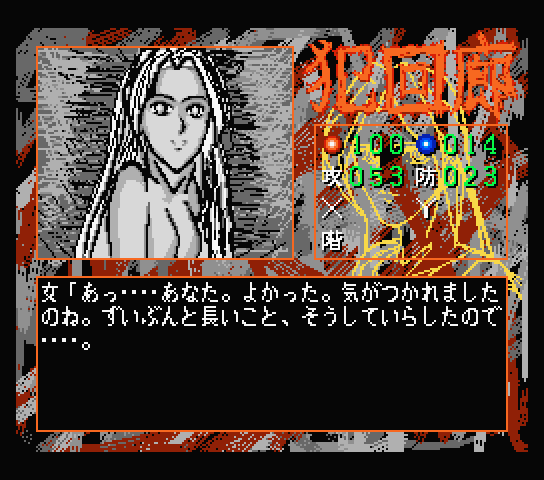 犯回廊
100 014
攻053 防023
階
女「あっ‥‥あなた。よかった。気がつかれました
のね。ずいぶんと長いこと、そうしていらしたので
‥‥。